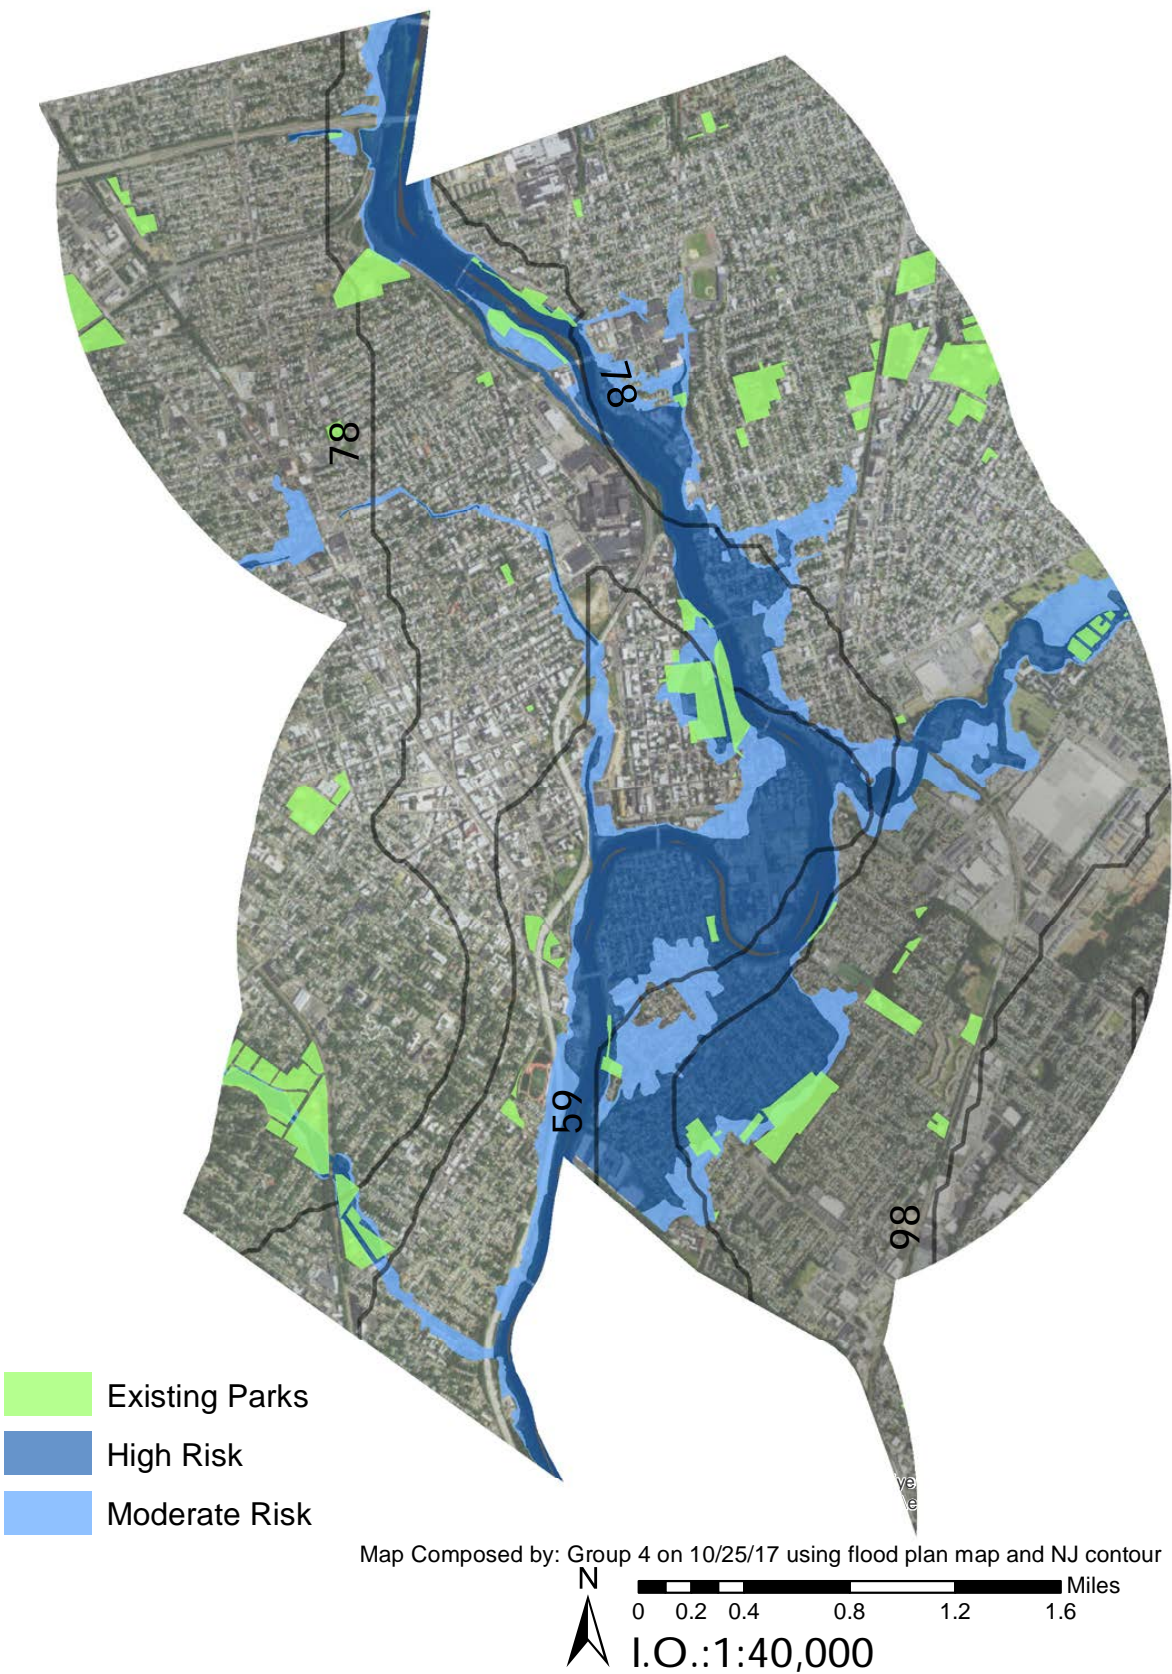 78
78
59
98
Existing Parks
High Risk
Moderate Risk
ye
e
Map Composed by: Group 4 on 10/25/17 using flood plan map and NJ contour
N
Miles
0 0.2 0.4 0.8 1.2 1.6
I.O.:1:40,000